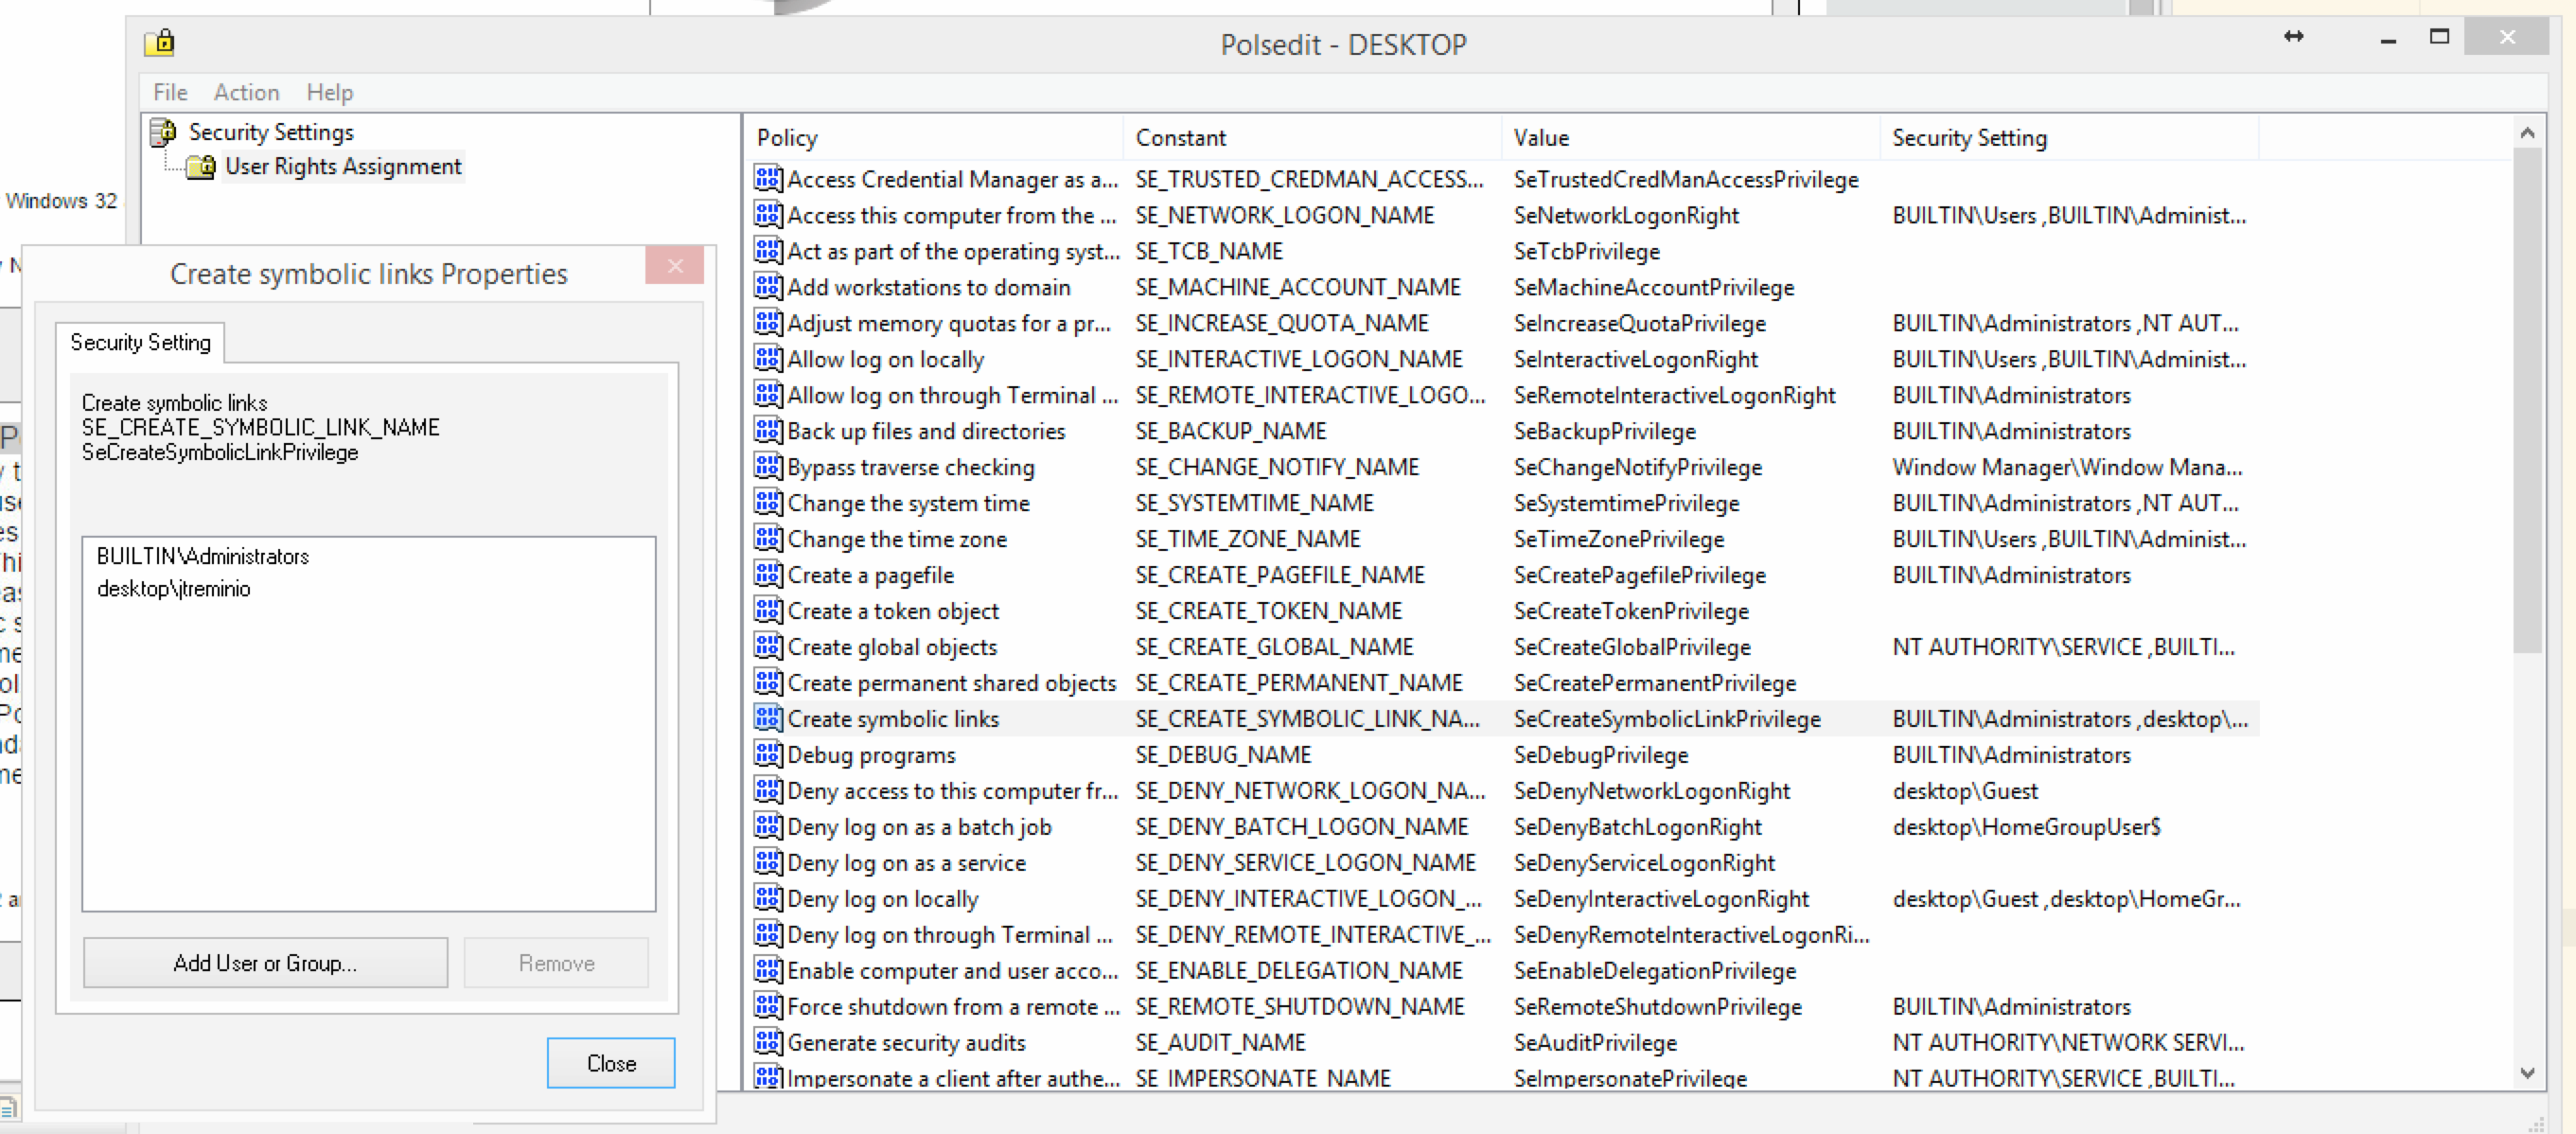 Polsedit - DESKTOP
File Action Help
Security Settings
User Rights Assignment
Windows 32
Create symbolic links Properties
Security Setting
Create symbolic links
SE_CREATE_SYMBOLIC_LINK_NAME
SeCreateSymbolicLinkPrivilege
BUILTIN\Administrators
desktop\jtreminio
Add User or Group... Remove
Close
Policy Constant Value Security Setting
Access Credential Manager as a... SE_TRUSTED_CREDMAN_ACCESS... SeTrustedCredManAccessPrivilege
Access this computer from the ... SE_NETWORK_LOGON_NAME SeNetworkLogonRight BUILTIN\Users ,BUILTIN\Administ...
Act as part of the operating syst... SE_TCB_NAME SeTcbPrivilege
Add workstations to domain SE_MACHINE_ACCOUNT_NAME SeMachineAccountPrivilege
Adjust memory quotas for a pr... SE_INCREASE_QUOTA_NAME SeIncreaseQuotaPrivilege BUILTIN\Administrators ,NT AUT...
Allow log on locally SE_INTERACTIVE_LOGON_NAME SeInteractiveLogonRight BUILTIN\Users ,BUILTIN\Administ...
Allow log on through Terminal ... SE_REMOTE_INTERACTIVE_LOGO... SeRemoteInteractiveLogonRight BUILTIN\Administrators
Back up files and directories SE_BACKUP_NAME SeBackupPrivilege BUILTIN\Administrators
Bypass traverse checking SE_CHANGE_NOTIFY_NAME SeChangeNotifyPrivilege Window Manager\Window Mana...
Change the system time SE_SYSTEMTIME_NAME SeSystemtimePrivilege BUILTIN\Administrators ,NT AUT...
Change the time zone SE_TIME_ZONE_NAME SeTimeZonePrivilege BUILTIN\Users ,BUILTIN\Administ...
Create a pagefile SE_CREATE_PAGEFILE_NAME SeCreatePagefilePrivilege BUILTIN\Administrators
Create a token object SE_CREATE_TOKEN_NAME SeCreateTokenPrivilege
Create global objects SE_CREATE_GLOBAL_NAME SeCreateGlobalPrivilege NT AUTHORITY\SERVICE ,BUILTI...
Create permanent shared objects SE_CREATE_PERMANENT_NAME SeCreatePermanentPrivilege
Create symbolic links SE_CREATE_SYMBOLIC_LINK_NA... SeCreateSymbolicLinkPrivilege BUILTIN\Administrators ,desktop\...
Debug programs SE_DEBUG_NAME SeDebugPrivilege BUILTIN\Administrators
Deny access to this computer fr... SE_DENY_NETWORK_LOGON_NA... SeDenyNetworkLogonRight desktop\Guest
Deny log on as a batch job SE_DENY_BATCH_LOGON_NAME SeDenyBatchLogonRight desktop\HomeGroupUser$
Deny log on as a service SE_DENY_SERVICE_LOGON_NAME SeDenyServiceLogonRight
Deny log on locally SE_DENY_INTERACTIVE_LOGON_... SeDenyInteractiveLogonRight desktop\Guest ,desktop\HomeGr...
Deny log on through Terminal ... SE_DENY_REMOTE_INTERACTIVE_... SeDenyRemoteInteractiveLogonRi...
Enable computer and user acco... SE_ENABLE_DELEGATION_NAME SeEnableDelegationPrivilege
Force shutdown from a remote ... SE_REMOTE_SHUTDOWN_NAME SeRemoteShutdownPrivilege BUILTIN\Administrators
Generate security audits SE_AUDIT_NAME SeAuditPrivilege NT AUTHORITY\NETWORK SERVI...
Impersonate a client after authe... SE_IMPERSONATE_NAME SeImpersonatePrivilege NT AUTHORITY\SERVICE ,BUILTI...